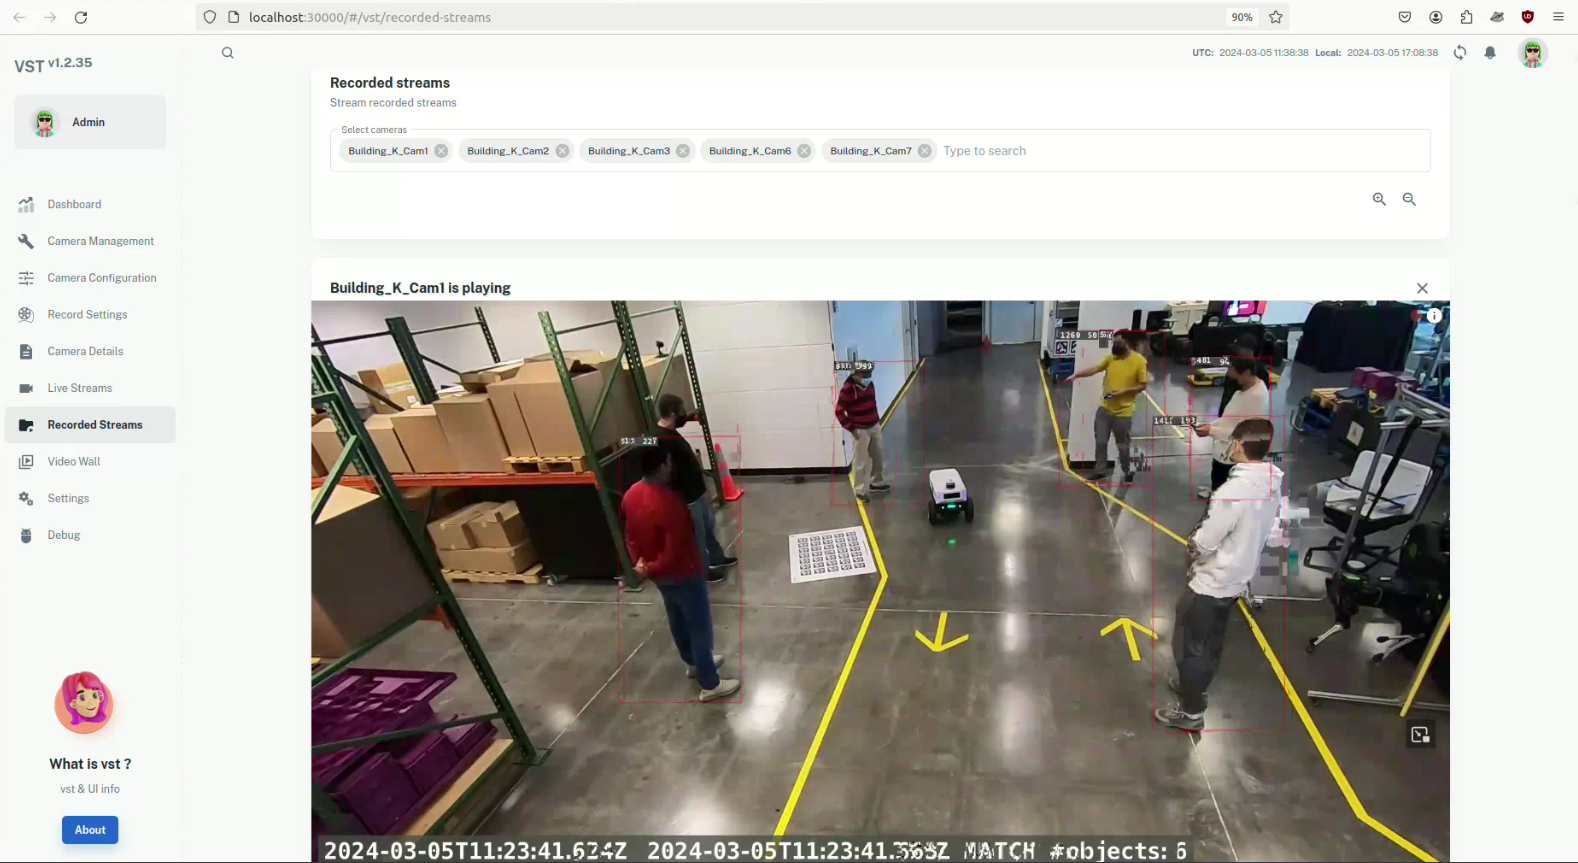 localhost:30000/#/vst/recorded-streams
90%
VST v1.2.35
UTC: 2024-03-05 11:38:38 Local: 2024-03-05 17:08:38
Admin
Dashboard
Camera Management
Camera Configuration
Record Settings
Camera Details
Live Streams
Recorded Streams
Video Wall
Settings
Debug
What is vst ?
vst & UI info
About
Recorded streams
Stream recorded streams
Select cameras
Building_K_Cam1 Building_K_Cam2 Building_K_Cam3 Building_K_Cam6 Building_K_Cam7 Type to search
Building_K_Cam1 is playing
1260
227
2024-03-05T11:23:41. 2024-03-05T11:23:41. MATCH #objects: 6